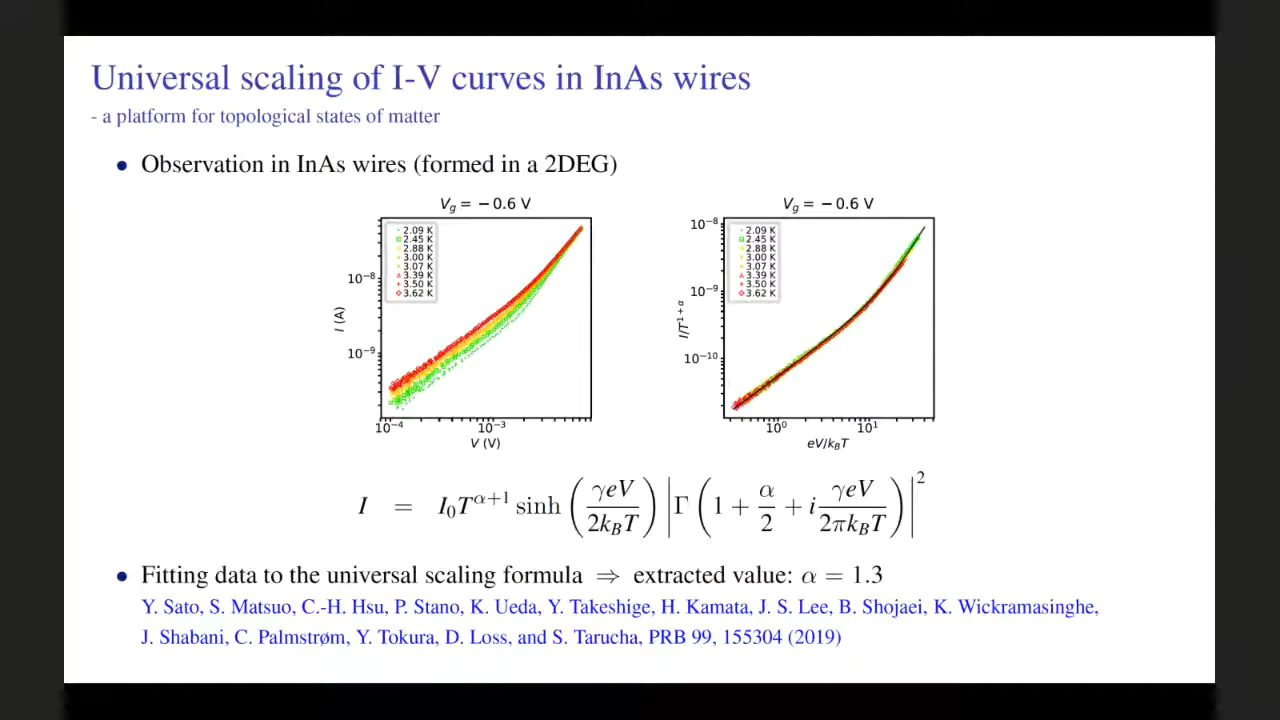 Universal scaling of I-V curves in InAs wires
- a platform for topological states of matter
• Observation in InAs wires (formed in a 2DEG)
V_g = − 0.6 V
2.09 K
2.45 K
2.88 K
3.00 K
3.07 K
3.39 K
3.50 K
3.62 K
10⁻⁸
10⁻⁹
I (A)
10⁻⁴ 10⁻³
V (V)
V_g = − 0.6 V
2.09 K
2.45 K
2.88 K
3.00 K
3.07 K
3.39 K
3.50 K
3.62 K
10⁻⁸
10⁻⁹
10⁻¹⁰
I/T^{1+α}
10⁰ 10¹
eV/k_BT
I = I₀T^{α+1} sinh (γeV / 2k_BT) |Γ (1 + α/2 + i γeV / 2πk_BT)|²
• Fitting data to the universal scaling formula ⇒ extracted value: α = 1.3
Y. Sato, S. Matsuo, C.-H. Hsu, P. Stano, K. Ueda, Y. Takeshige, H. Kamata, J. S. Lee, B. Shojaei, K. Wickramasinghe,
J. Shabani, C. Palmstrøm, Y. Tokura, D. Loss, and S. Tarucha, PRB 99, 155304 (2019)